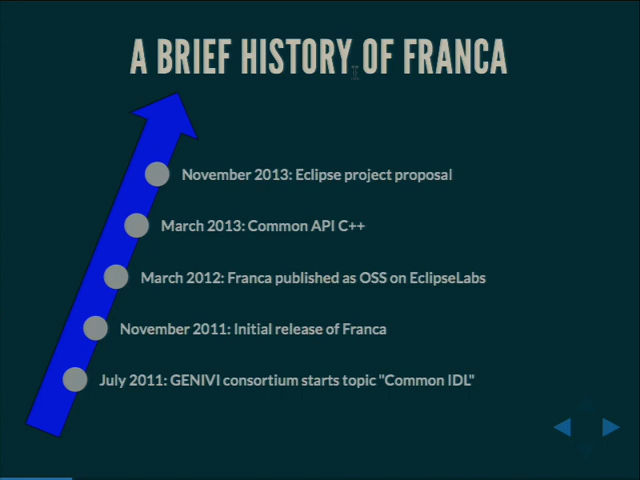 A BRIEF HISTORY OF FRANCA
November 2013: Eclipse project proposal
March 2013: Common API C++
March 2012: Franca published as OSS on EclipseLabs
November 2011: Initial release of Franca
July 2011: GENIVI consortium starts topic "Common IDL"